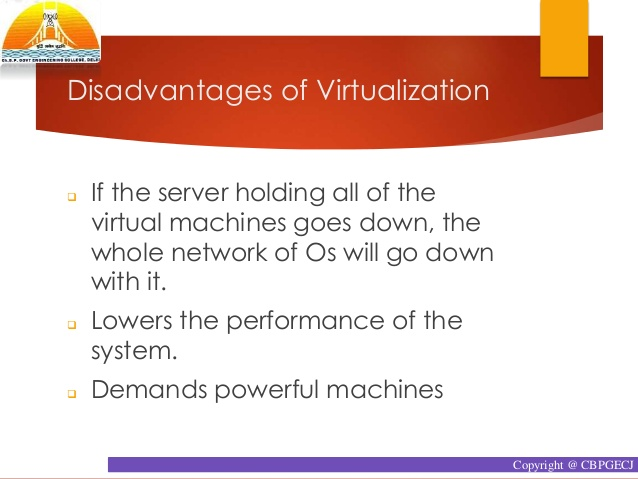 Ch.B.P. GOVT ENGINEERING COLLEGE, DELHI
Disadvantages of Virtualization
If the server holding all of the
virtual machines goes down, the
whole network of Os will go down
with it.
Lowers the performance of the
system.
Demands powerful machines
Copyright @ CBPGECJ